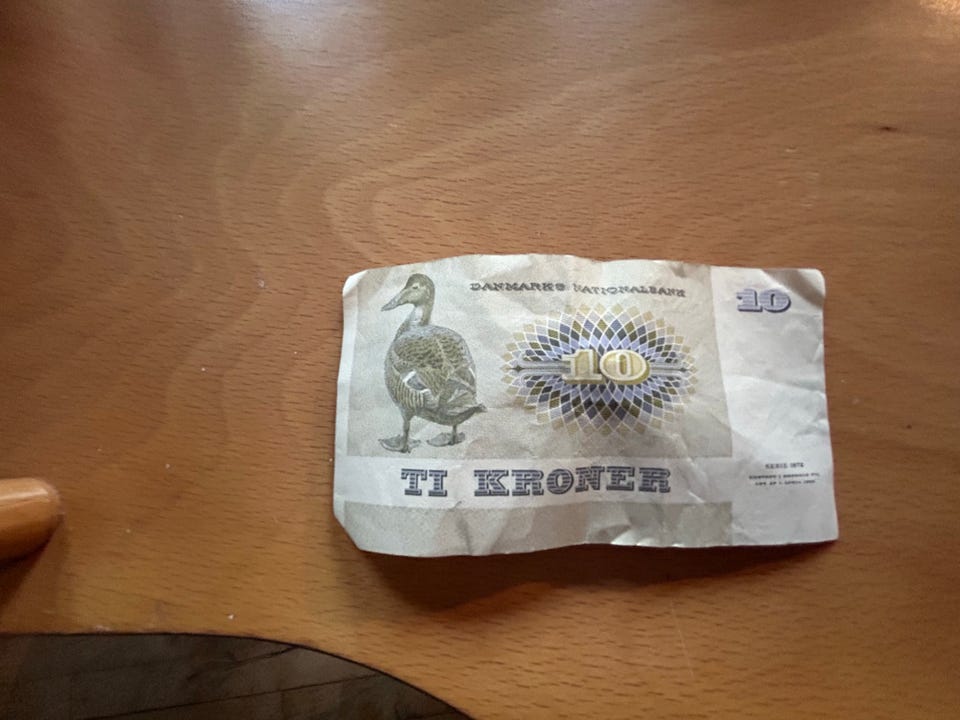 DANMARKS NATIONALBANK
10
10
TI KRONER
SERIE 1972